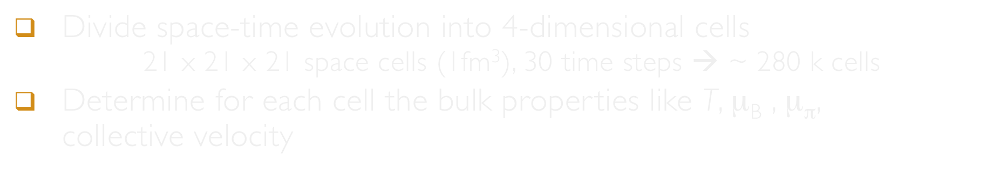 Divide space-time evolution into 4-dimensional cells
21 x 21 x 21 space cells (1fm³), 30 time steps → ~ 280 k cells
Determine for each cell the bulk properties like T, μB , μπ,
collective velocity